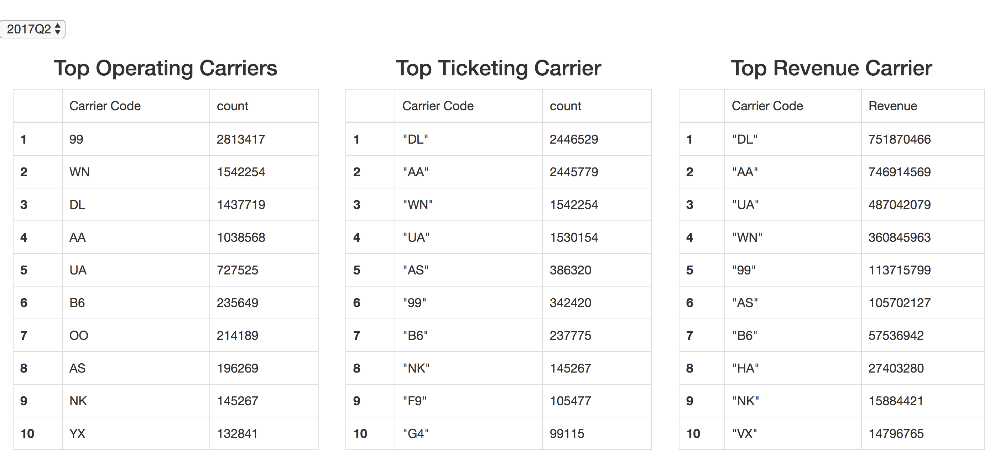 2017Q2
Top Operating Carriers
Carrier Code count
1 99 2813417
2 WN 1542254
3 DL 1437719
4 AA 1038568
5 UA 727525
6 B6 235649
7 OO 214189
8 AS 196269
9 NK 145267
10 YX 132841
Top Ticketing Carrier
Carrier Code count
1 "DL" 2446529
2 "AA" 2445779
3 "WN" 1542254
4 "UA" 1530154
5 "AS" 386320
6 "99" 342420
7 "B6" 237775
8 "NK" 145267
9 "F9" 105477
10 "G4" 99115
Top Revenue Carrier
Carrier Code Revenue
1 "DL" 751870466
2 "AA" 746914569
3 "UA" 487042079
4 "WN" 360845963
5 "99" 113715799
6 "AS" 105702127
7 "B6" 57536942
8 "HA" 27403280
9 "NK" 15884421
10 "VX" 14796765